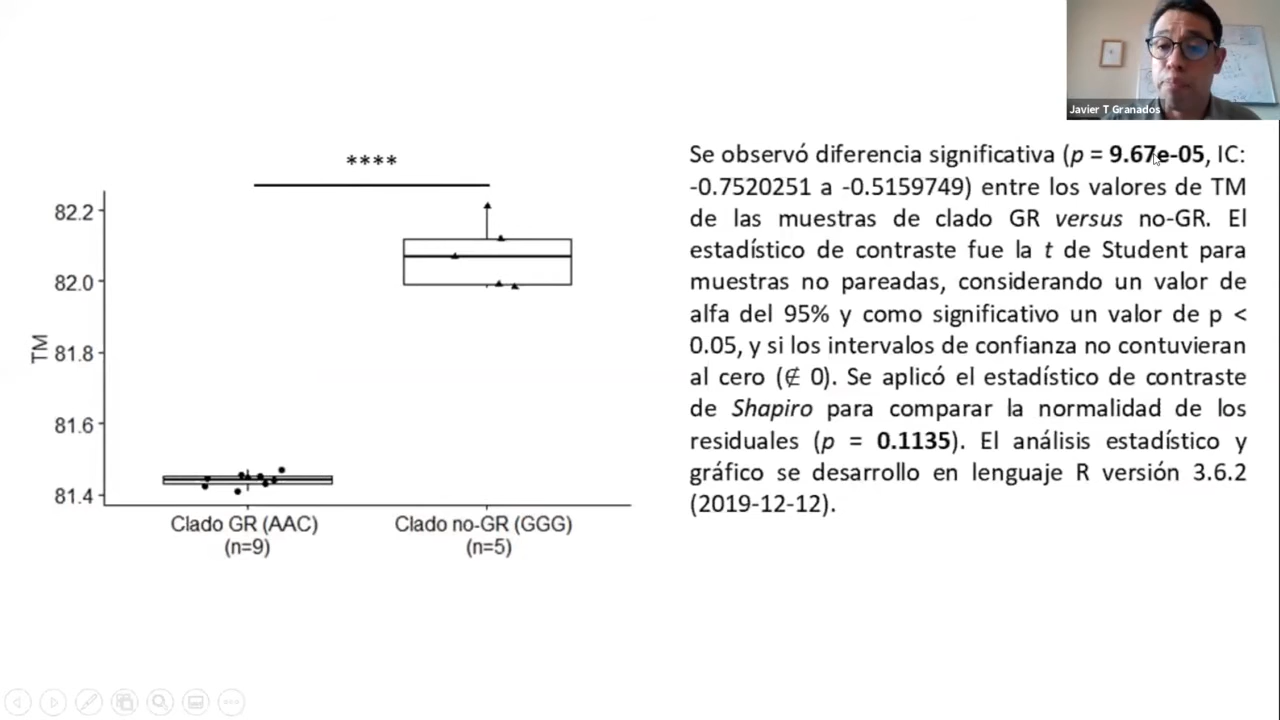 Javier T Granados
****
82.2
82.0
81.8
81.6
81.4
TM
Clado GR (AAC)
(n=9)
Clado no-GR (GGG)
(n=5)
Se observó diferencia significativa (p = 9.67e-05, IC:
-0.7520251 a -0.5159749) entre los valores de TM
de las muestras de clado GR versus no-GR. El
estadístico de contraste fue la t de Student para
muestras no pareadas, considerando un valor de
alfa del 95% y como significativo un valor de p <
0.05, y si los intervalos de confianza no contuvieran
al cero (∉ 0). Se aplicó el estadístico de contraste
de Shapiro para comparar la normalidad de los
residuales (p = 0.1135). El análisis estadístico y
gráfico se desarrollo en lenguaje R versión 3.6.2
(2019-12-12).